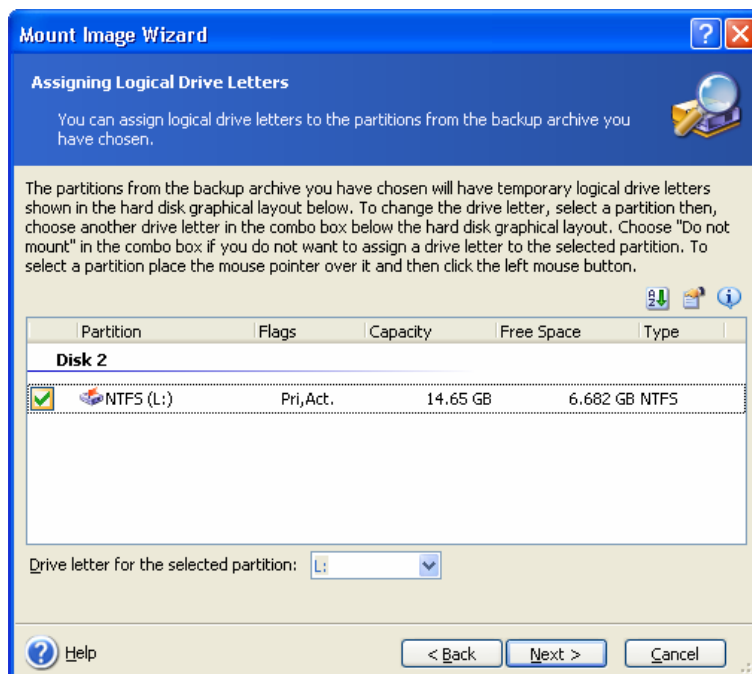 Mount Image Wizard
Assigning Logical Drive Letters
You can assign logical drive letters to the partitions from the backup archive you
have chosen.
The partitions from the backup archive you have chosen will have temporary logical drive letters
shown in the hard disk graphical layout below. To change the drive letter, select a partition then,
choose another drive letter in the combo box below the hard disk graphical layout. Choose "Do not
mount" in the combo box if you do not want to assign a drive letter to the selected partition. To
select a partition place the mouse pointer over it and then click the left mouse button.
Partition Flags Capacity Free Space Type
Disk 2
NTFS (L:) Pri,Act. 14.65 GB 6.682 GB NTFS
Drive letter for the selected partition: L:
Help < Back Next > Cancel